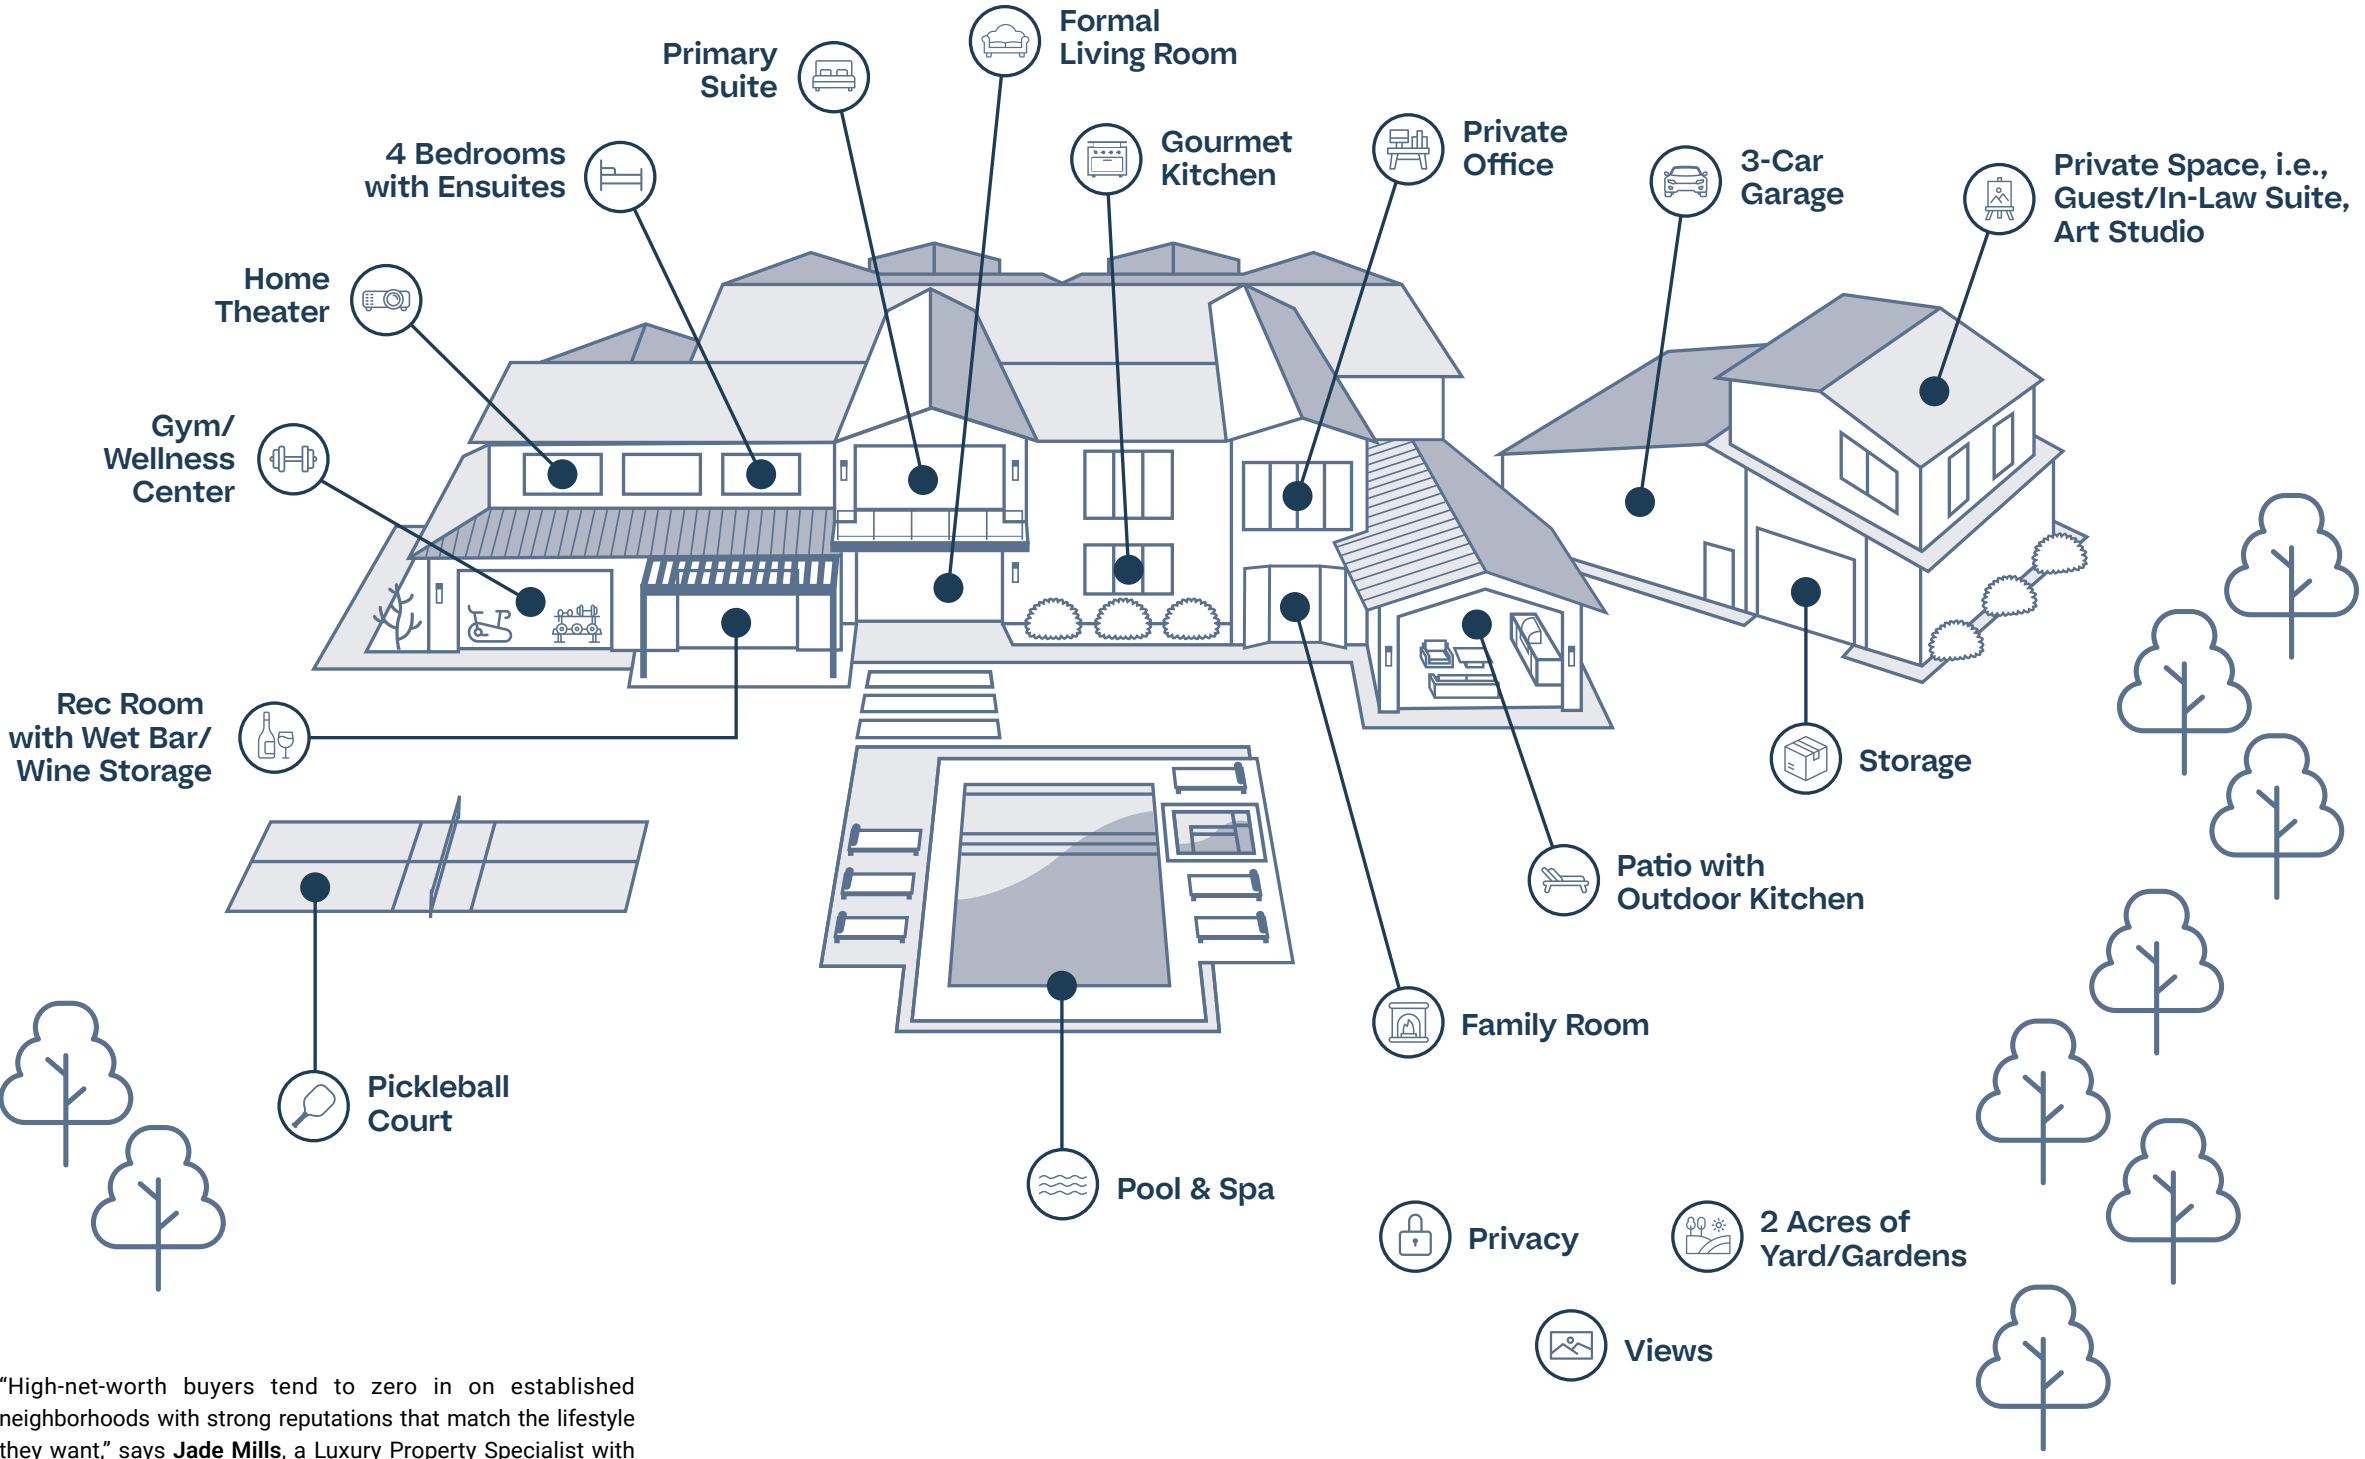 Formal
Living Room
Primary
Suite
Gourmet
Kitchen
Private
Office
4 Bedrooms
with Ensuites
3-Car
Garage
Private Space, i.e.,
Guest/In-Law Suite,
Art Studio
Home
Theater
Gym/
Wellness
Center
Rec Room
with Wet Bar/
Wine Storage
Storage
Patio with
Outdoor Kitchen
Family Room
Pickleball
Court
Pool & Spa
Privacy
2 Acres of
Yard/Gardens
Views
“High-net-worth buyers tend to zero in on established
neighborhoods with strong reputations that match the lifestyle
they want,” says Jade Mills, a Luxury Property Specialist with